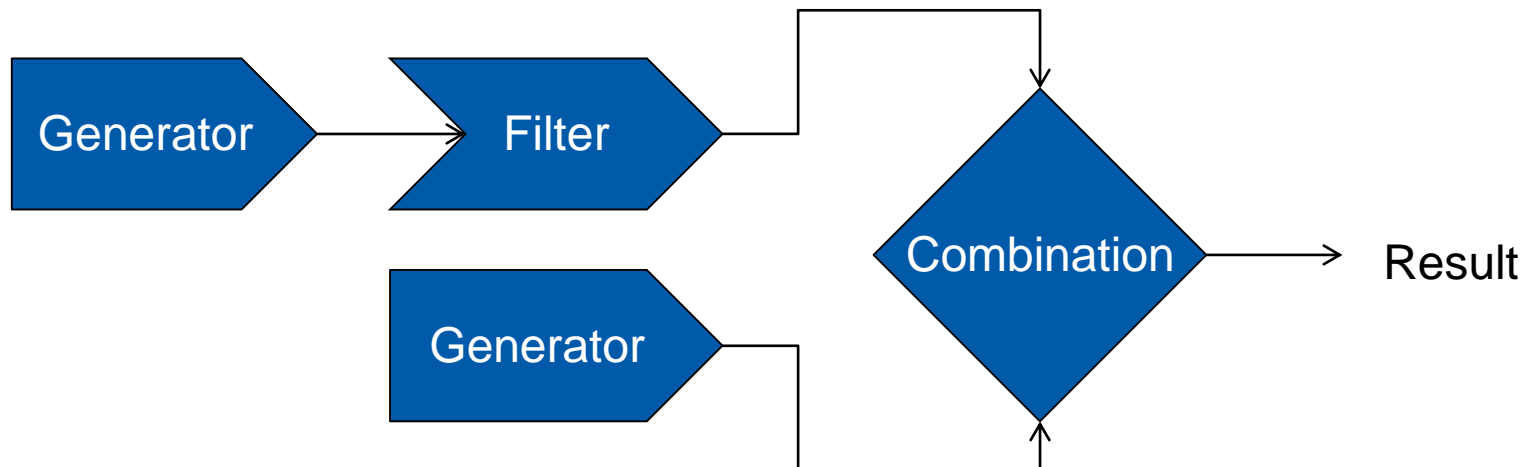 Generator
Filter
Combination
Result
Generator